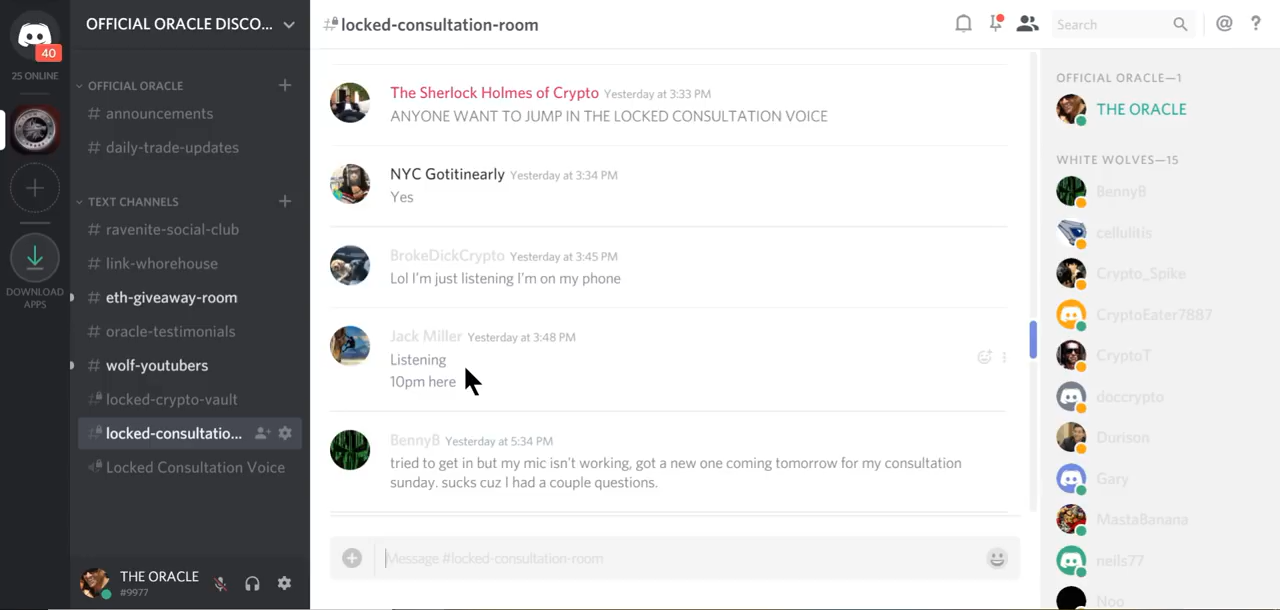 40
25 ONLINE
DOWNLOAD
APPS
OFFICIAL ORACLE DISCO...
OFFICIAL ORACLE
# announcements
# daily-trade-updates
TEXT CHANNELS
# ravenite-social-club
# link-whorehouse
# eth-giveaway-room
# oracle-testimonials
# wolf-youtubers
# locked-crypto-vault
# locked-consultatio...
Locked Consultation Voice
THE ORACLE
#9977
# locked-consultation-room
Search
@ ?
The Sherlock Holmes of Crypto Yesterday at 3:33 PM
ANYONE WANT TO JUMP IN THE LOCKED CONSULTATION VOICE
NYC Gotitinearly Yesterday at 3:34 PM
Yes
BrokeDickCrypto Yesterday at 3:45 PM
Lol I'm just listening I'm on my phone
Jack Miller Yesterday at 3:48 PM
Listening
10pm here
BennyB Yesterday at 5:34 PM
tried to get in but my mic isn't working, got a new one coming tomorrow for my consultation
sunday. sucks cuz I had a couple questions.
Message #locked-consultation-room
OFFICIAL ORACLE—1
THE ORACLE
WHITE WOLVES—15
BennyB
cellulitis
Crypto_Spike
CryptoEater7887
CryptoT
doccrypto
Durison
Gary
MastaBanana
neils77
Noo